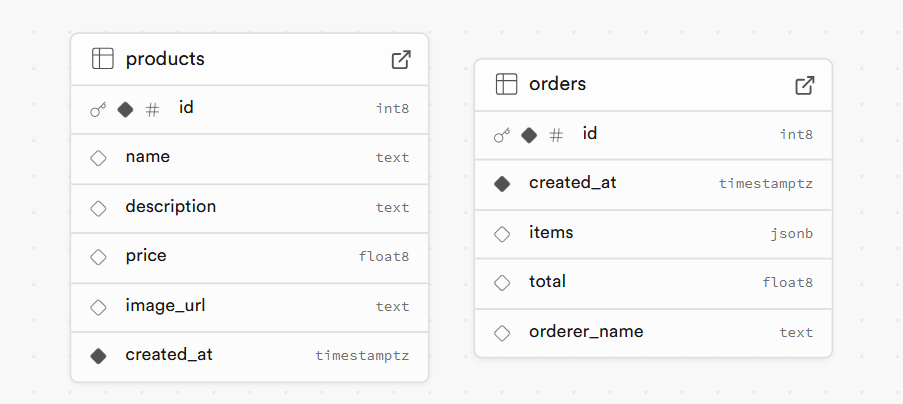 products
id int8
name text
description text
price float8
image_url text
created_at timestamptz
orders
id int8
created_at timestamptz
items jsonb
total float8
orderer_name text